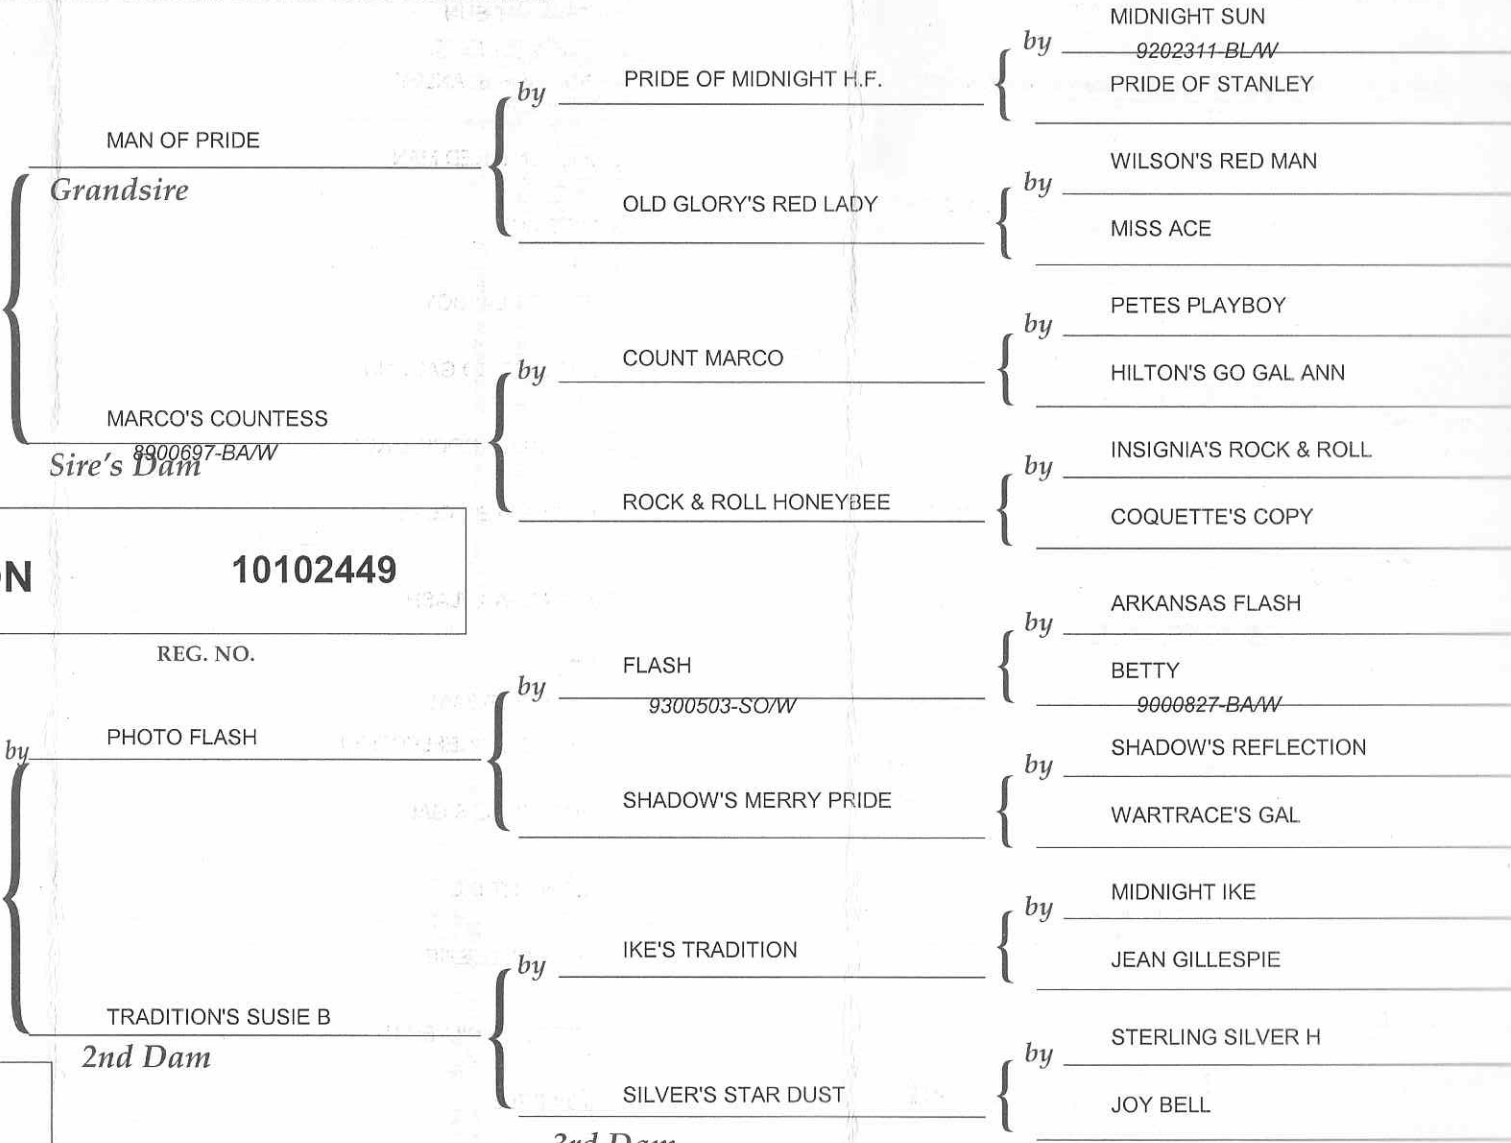 MIDNIGHT SUN
by
9202311-BL/W
PRIDE OF MIDNIGHT H.F.
by
PRIDE OF STANLEY
MAN OF PRIDE
Grandsire
WILSON'S RED MAN
by
OLD GLORY'S RED LADY
MISS ACE
PETES PLAYBOY
by
COUNT MARCO
by
HILTON'S GO GAL ANN
MARCO'S COUNTESS
8900697-BA/W
Sire's Dam
INSIGNIA'S ROCK & ROLL
by
ROCK & ROLL HONEYBEE
COQUETTE'S COPY
10102449
REG. NO.
ARKANSAS FLASH
by
FLASH
by
9300503-SO/W
BETTY
9000827-BA/W
by
PHOTO FLASH
SHADOW'S REFLECTION
by
SHADOW'S MERRY PRIDE
WARTRACE'S GAL
MIDNIGHT IKE
by
IKE'S TRADITION
by
JEAN GILLESPIE
TRADITION'S SUSIE B
2nd Dam
STERLING SILVER H
by
SILVER'S STAR DUST
JOY BELL
3rd Dam